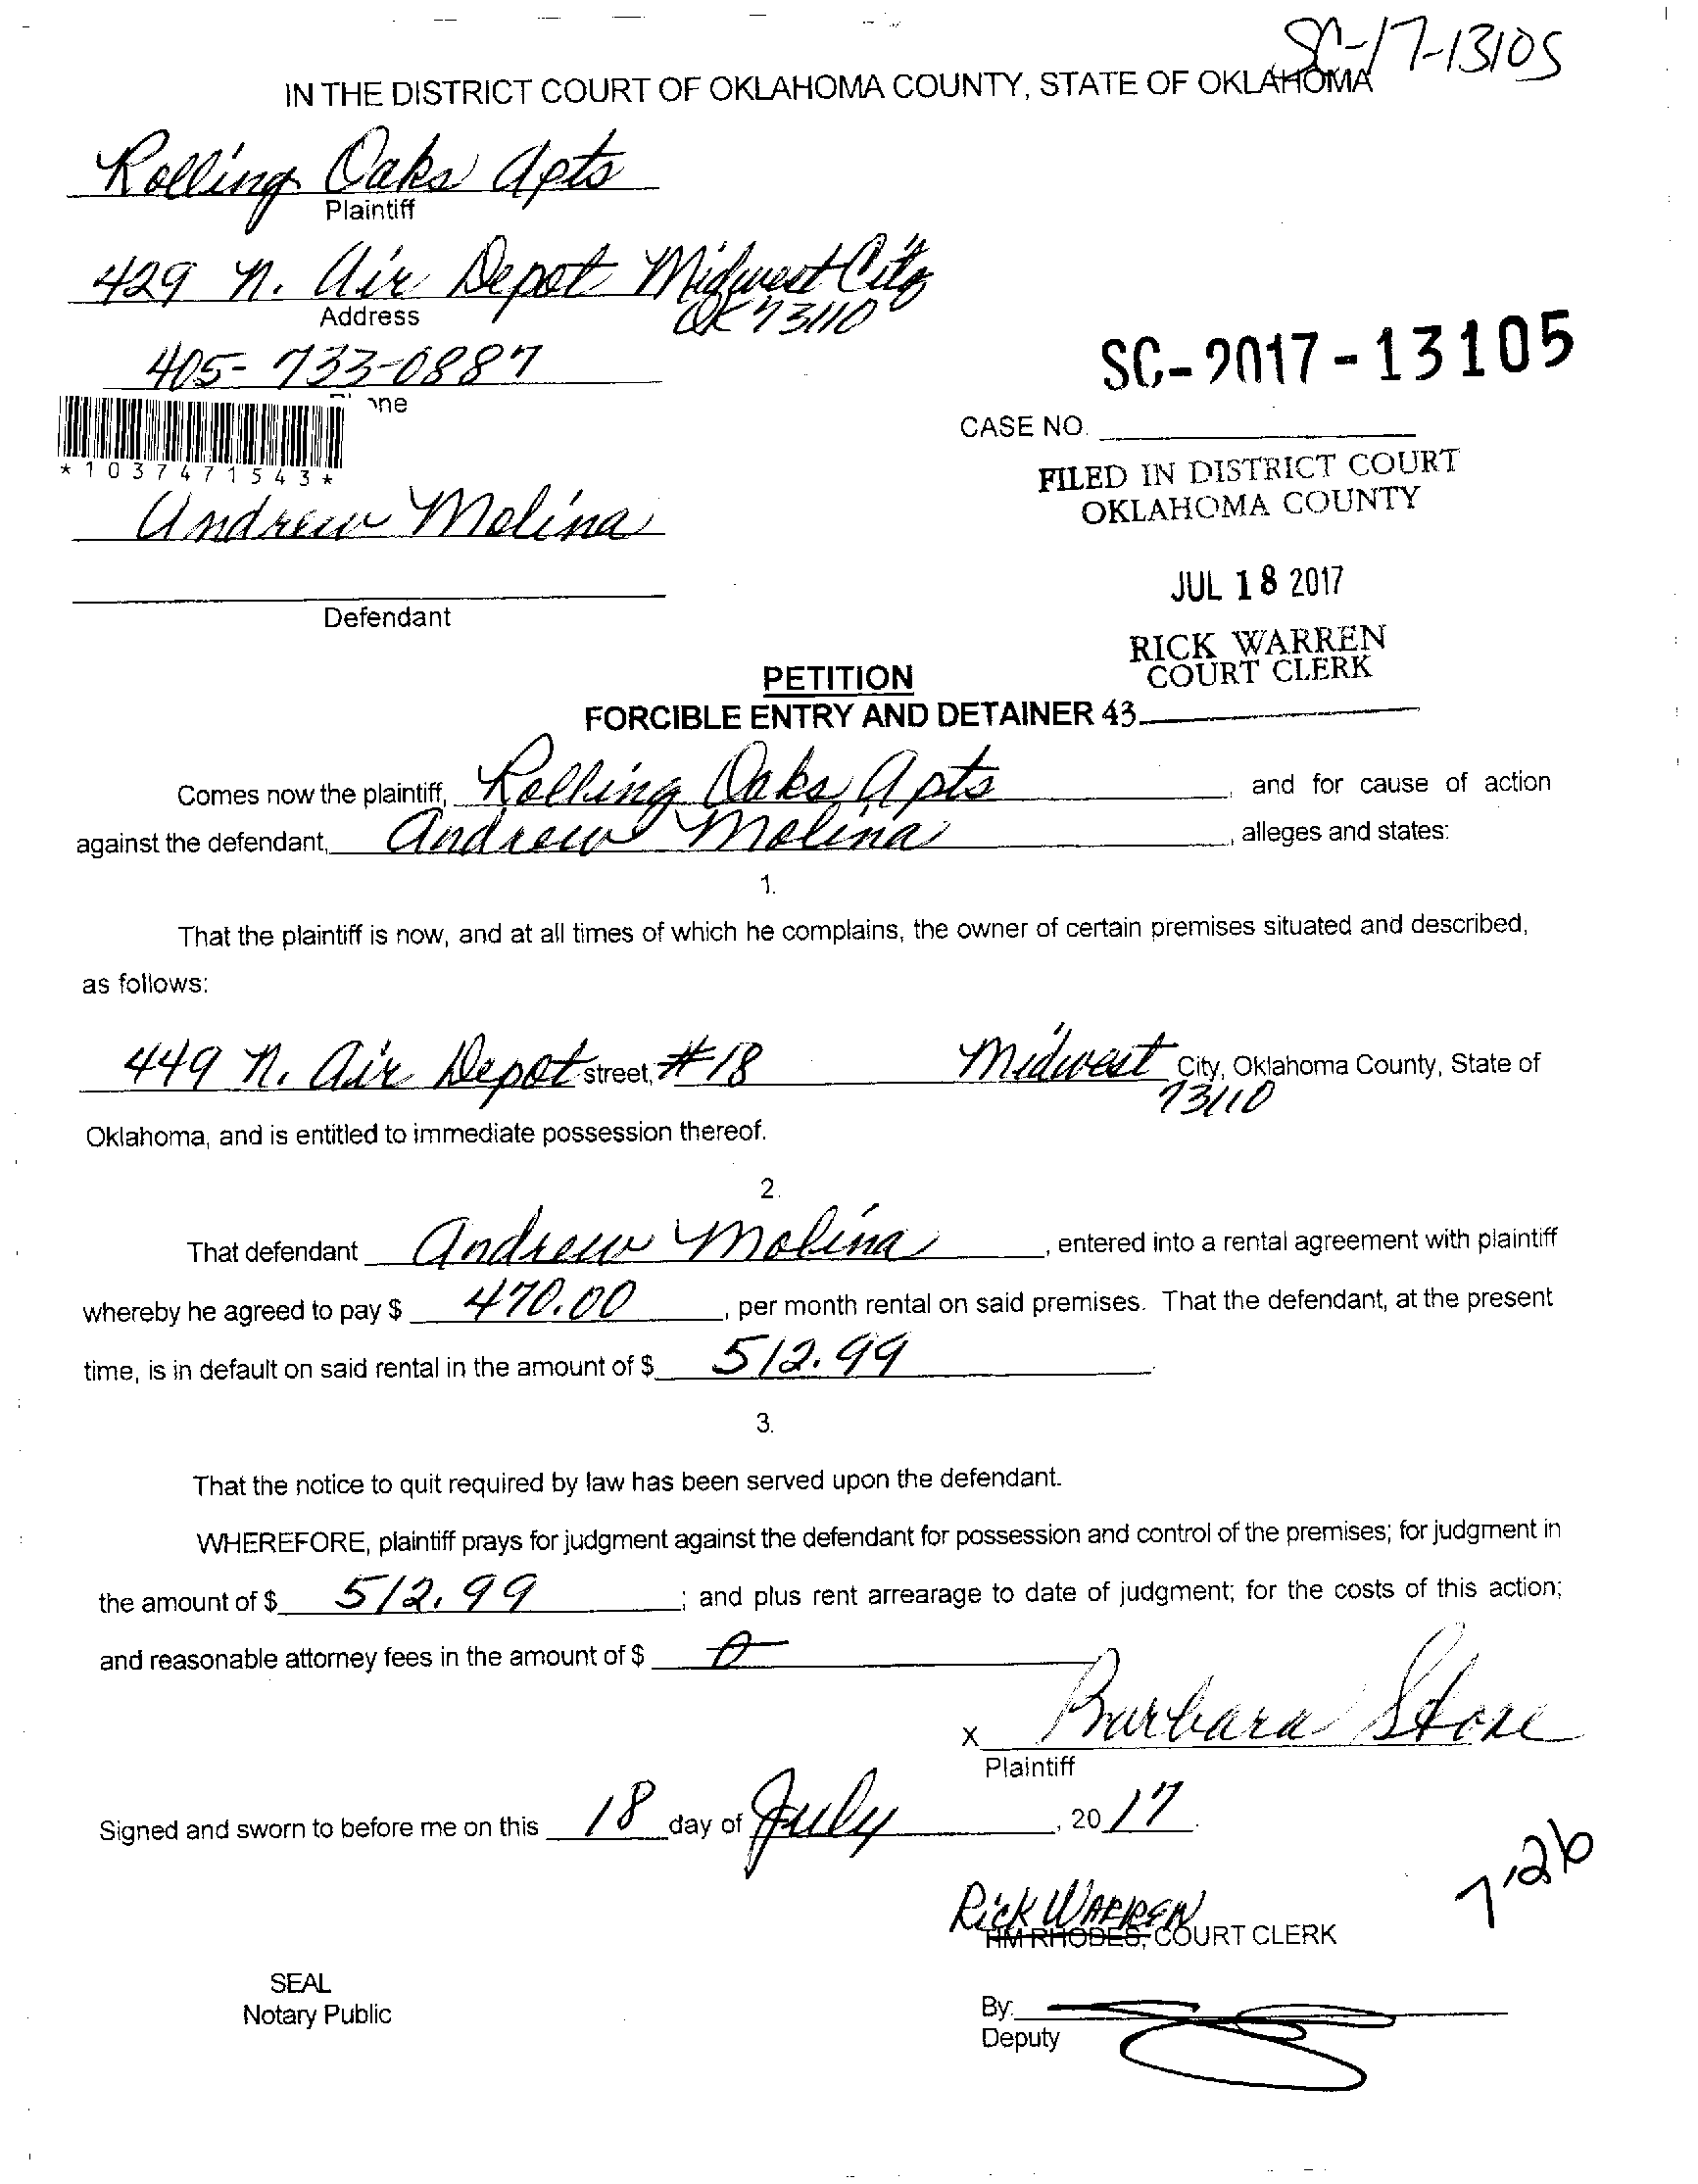 SC-17-13105
IN THE DISTRICT COURT OF OKLAHOMA COUNTY, STATE OF OKLAHOMA
Rolling Oaks Apts
Plaintiff
429 N. Air Depot Midwest City
OK 73110
Address
405-733-0887
SC-2017-13105
CASE NO.
*1037471543*
FILED IN DISTRICT COURT
OKLAHOMA COUNTY
Andrew Molina
JUL 18 2017
Defendant
RICK WARREN
COURT CLERK
PETITION
FORCIBLE ENTRY AND DETAINER 43.
Comes now the plaintiff, Rolling Oaks Apts, and for cause of action
against the defendant, Andrew Molina, alleges and states:
1.
That the plaintiff is now, and at all times of which he complains, the owner of certain premises situated and described,
as follows:
449 N. Air Depot street, #18 Midwest City, Oklahoma County, State of
73110
Oklahoma, and is entitled to immediate possession thereof.
2.
That defendant Andrew Molina, entered into a rental agreement with plaintiff
whereby he agreed to pay $ 470.00, per month rental on said premises. That the defendant, at the present
time, is in default on said rental in the amount of $ 512.99.
3.
That the notice to quit required by law has been served upon the defendant.
WHEREFORE, plaintiff prays for judgment against the defendant for possession and control of the premises; for judgment in
the amount of $ 512.99; and plus rent arrearage to date of judgment; for the costs of this action;
and reasonable attorney fees in the amount of $ 0
X Barbara Stone
Plaintiff
Signed and sworn to before me on this 18 day of July, 20 17.
7-26
Rick WARREN
RHODES, COURT CLERK
SEAL
Notary Public
By:
Deputy